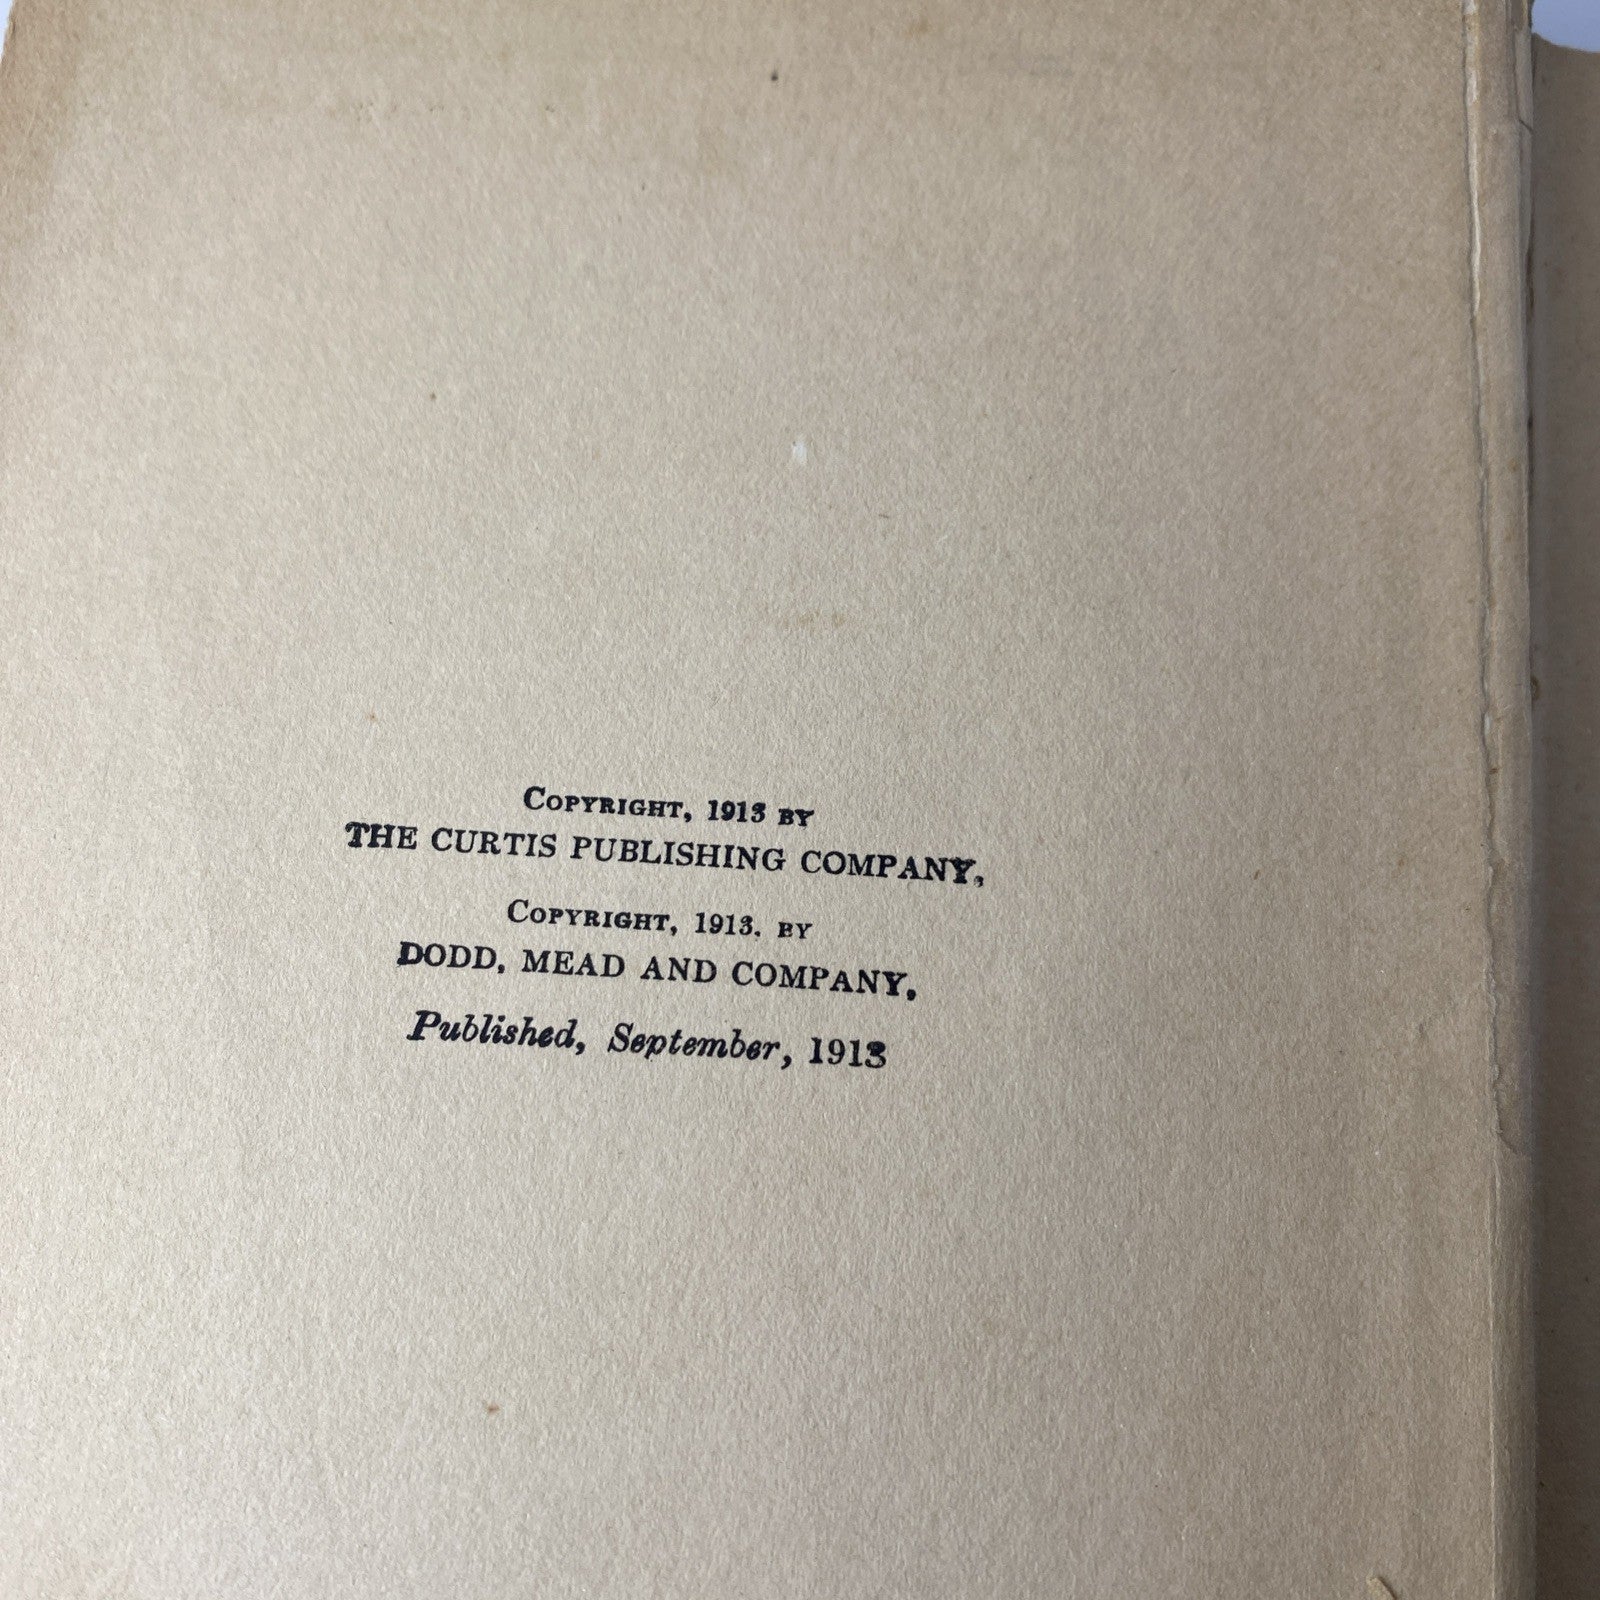 COPYRIGHT, 1913 BY
THE CURTIS PUBLISHING COMPANY,
COPYRIGHT, 1913. BY
DODD, MEAD AND COMPANY,
Published, September, 1913